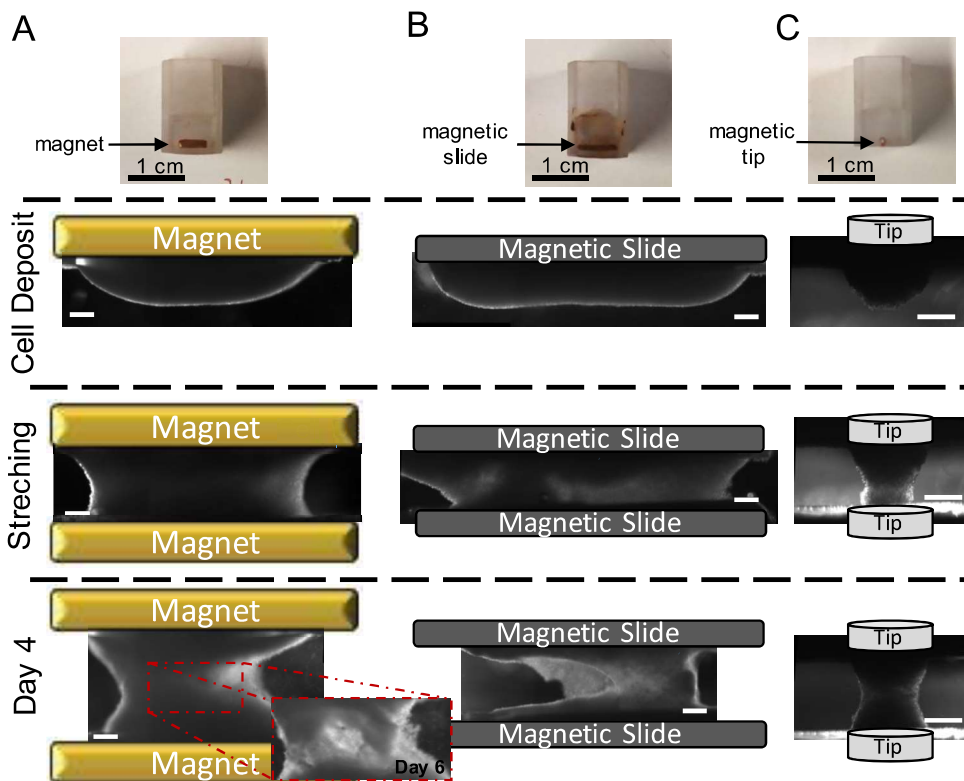 A
B
C
magnet
magnetic
slide
magnetic
tip
1 cm
1 cm
1 cm
Cell Deposit
Magnet
Magnetic Slide
Tip
Streching
Magnet
Magnetic Slide
Tip
Magnet
Magnetic Slide
Tip
Day 4
Magnet
Magnetic Slide
Tip
Day 6
Magnet
Magnetic Slide
Tip